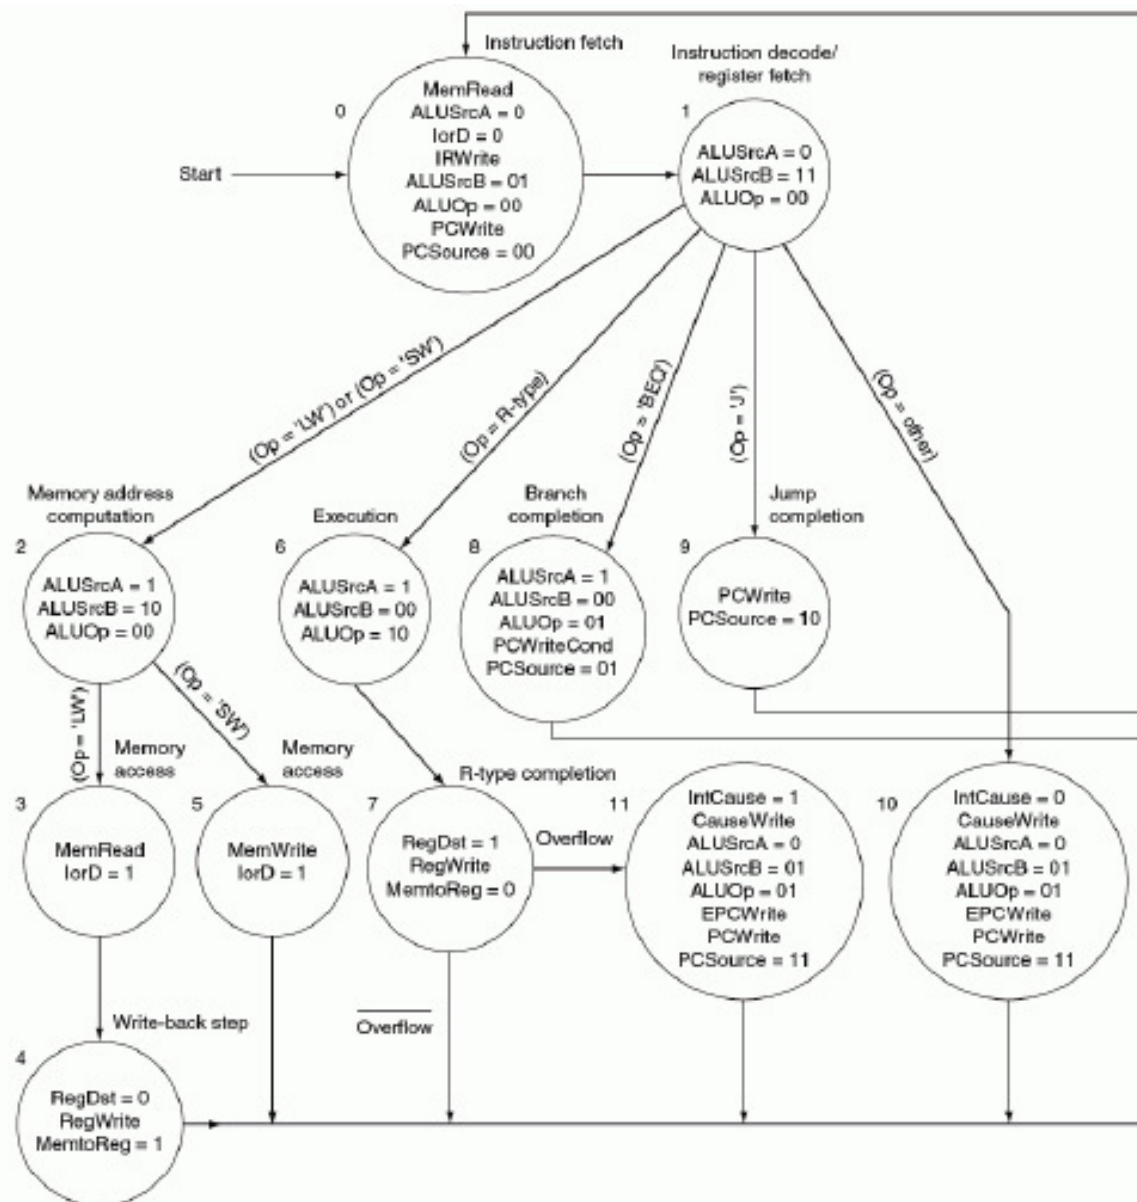 Instruction fetch
0
MemRead
ALUSrcA = 0
IorD = 0
IRWrite
ALUSrcB = 01
ALUOp = 00
PCWrite
PCSource = 00
Start
Instruction decode/
register fetch
1
ALUSrcA = 0
ALUSrcB = 11
ALUOp = 00
(Op = 'LW') or (Op = 'SW')
(Op = R-type)
(Op = 'BEQ')
(Op = 'J')
(Op = other)
Memory address
computation
2
ALUSrcA = 1
ALUSrcB = 10
ALUOp = 00
Execution
6
ALUSrcA = 1
ALUSrcB = 00
ALUOp = 10
Branch
completion
8
ALUSrcA = 1
ALUSrcB = 00
ALUOp = 01
PCWriteCond
PCSource = 01
Jump
completion
9
PCWrite
PCSource = 10
(Op = 'LW')
(Op = 'SW')
Memory
access
3
MemRead
IorD = 1
Memory
access
5
MemWrite
IorD = 1
R-type completion
7
RegDst = 1
RegWrite
MemtoReg = 0
Overflow
Overflow
11
IntCause = 1
CauseWrite
ALUSrcA = 0
ALUSrcB = 01
ALUOp = 01
EPCWrite
PCWrite
PCSource = 11
10
IntCause = 0
CauseWrite
ALUSrcA = 0
ALUSrcB = 01
ALUOp = 01
EPCWrite
PCWrite
PCSource = 11
Write-back step
4
RegDst = 0
RegWrite
MemtoReg = 1